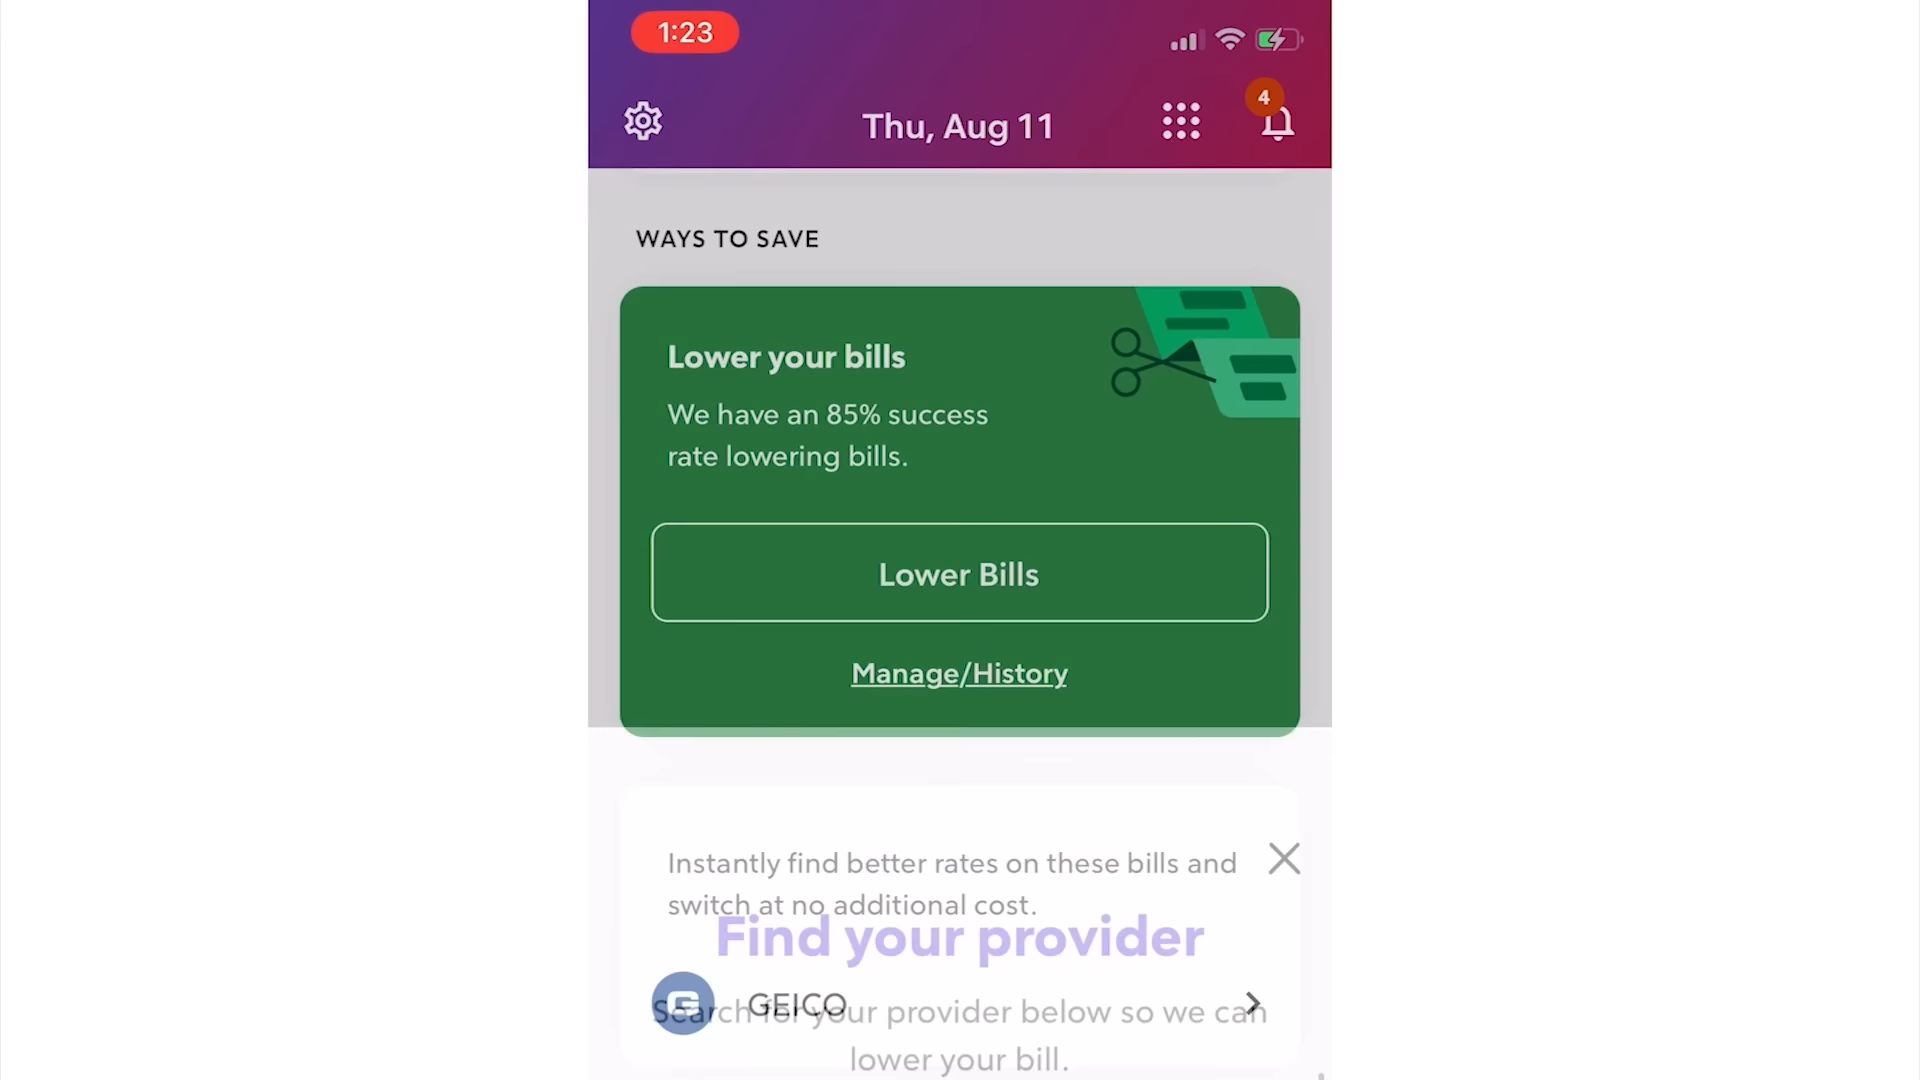 1:23
4
Thu, Aug 11
WAYS TO SAVE
Lower your bills
We have an 85% success
rate lowering bills.
Lower Bills
Manage/History
Instantly find better rates on these bills and
switch at no additional cost.
Find your provider
G GEICO
Search for your provider below so we can
lower your bill.